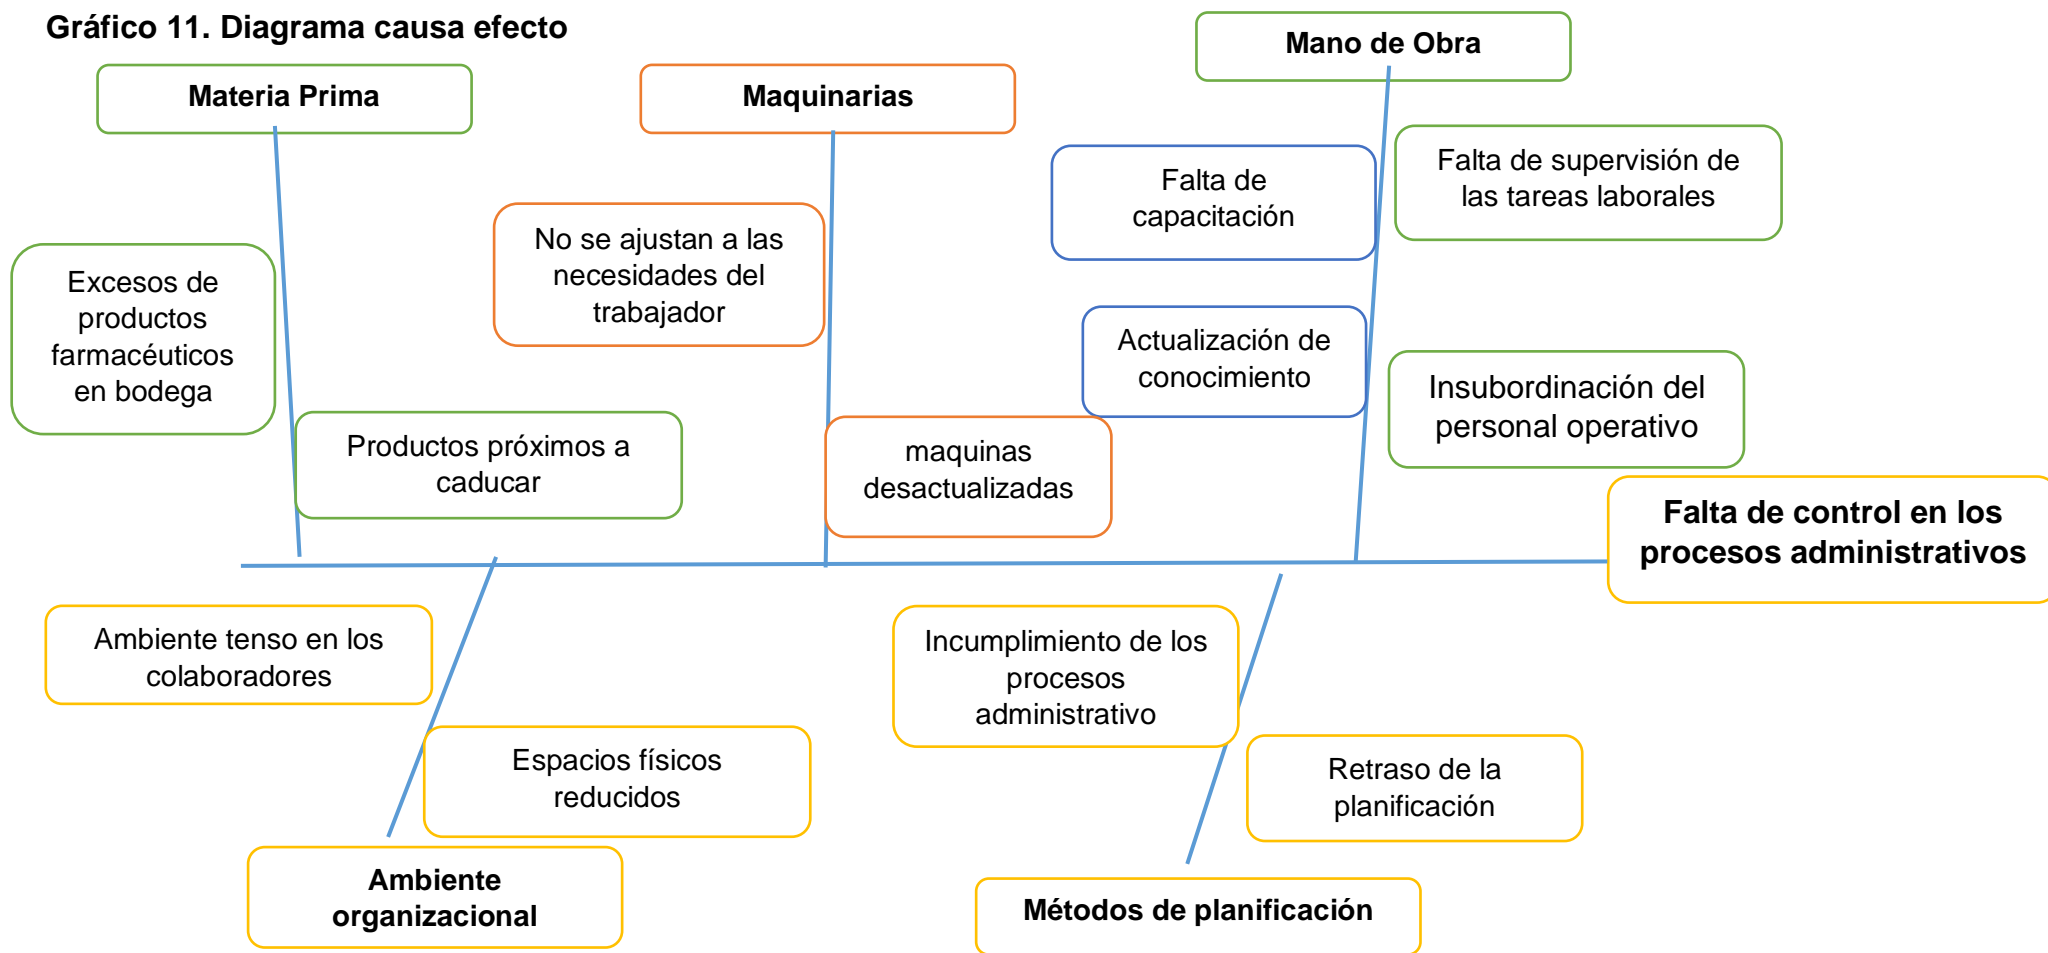 Gráfico 11. Diagrama causa efecto
Mano de Obra
Materia Prima
Maquinarias
Falta de
capacitación
Falta de supervisión de
las tareas laborales
No se ajustan a las
necesidades del
trabajador
Excesos de
productos
farmacéuticos
en bodega
Actualización de
conocimiento
Insubordinación del
personal operativo
Productos próximos a
caducar
maquinas
desactualizadas
Falta de control en los
procesos administrativos
Ambiente tenso en los
colaboradores
Incumplimiento de los
procesos
administrativo
Espacios físicos
reducidos
Retraso de la
planificación
Ambiente
organizacional
Métodos de planificación